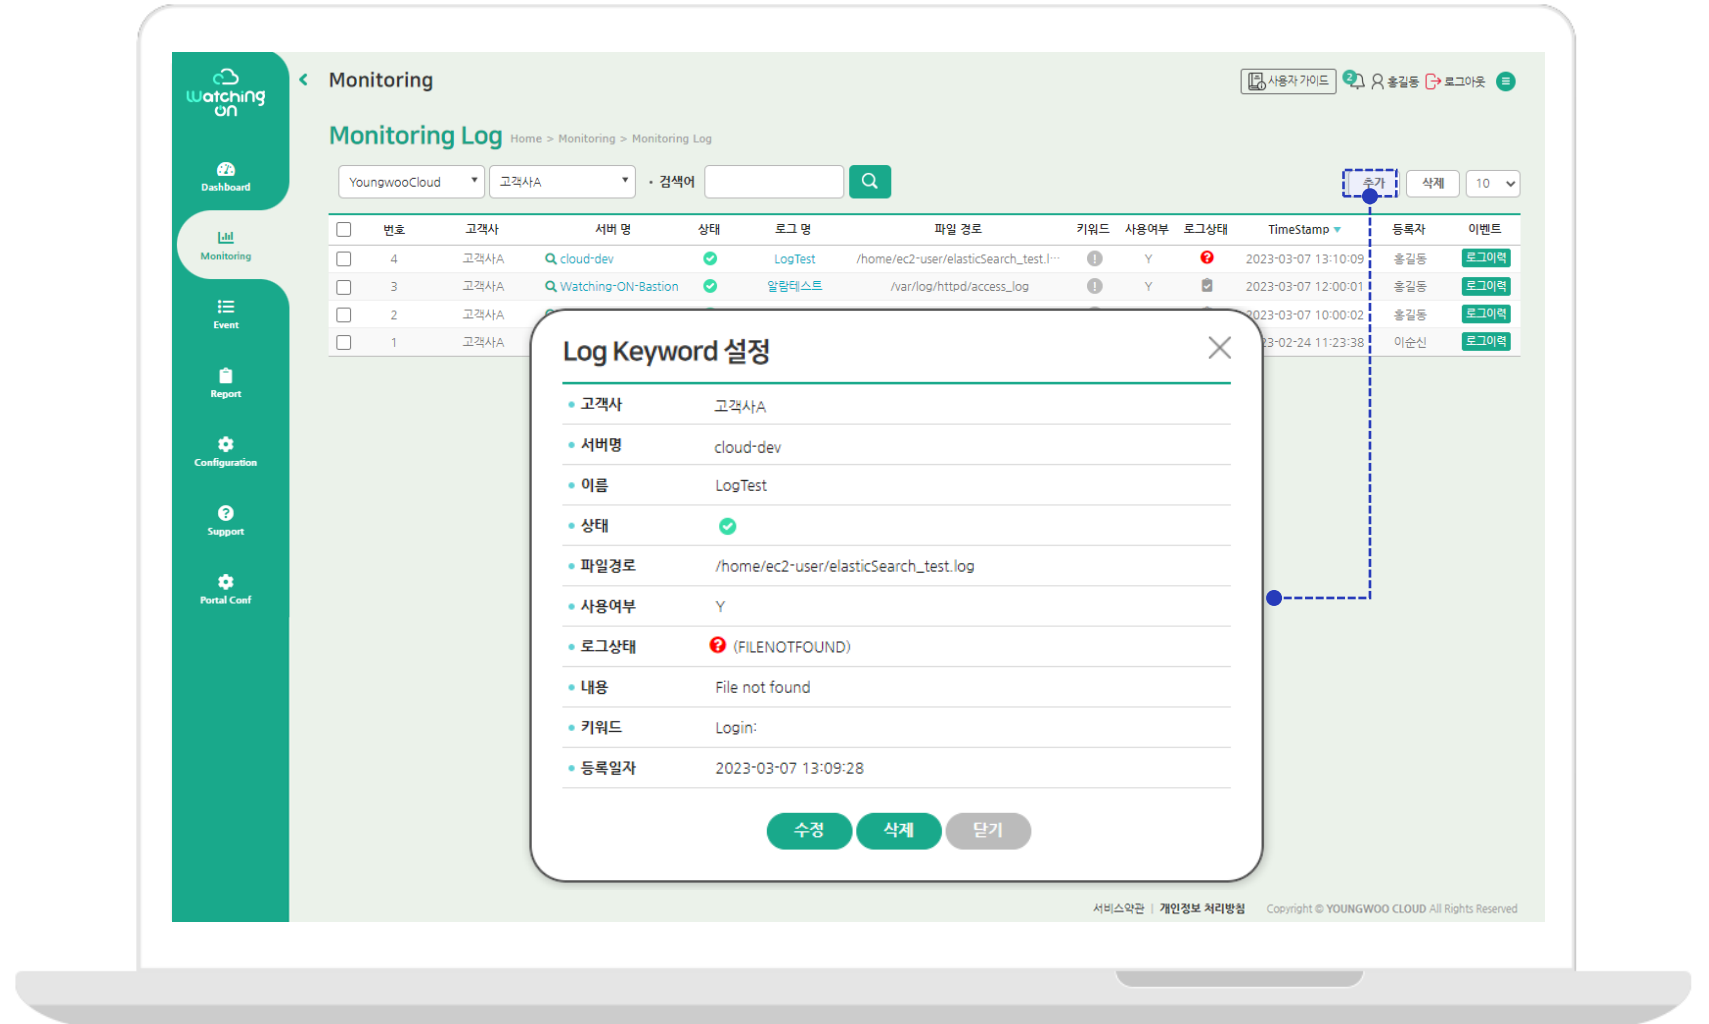 Watching ON
Monitoring
사용자 가이드
2
홍길동
로그아웃
Monitoring Log
Home > Monitoring > Monitoring Log
YoungwooCloud
고객사A
• 검색어
추가
삭제
10
번호 고객사 서버 명 상태 로그 명 파일 경로 키워드 사용여부 로그상태 TimeStamp 등록자 이벤트
4 고객사A cloud-dev LogTest /home/ec2-user/elasticSearch_test.l··· Y 2023-03-07 13:10:09 홍길동 로그이력
3 고객사A Watching-ON-Bastion 알람테스트 /var/log/httpd/access_log Y 2023-03-07 12:00:01 홍길동 로그이력
2 고객사A 2023-03-07 10:00:02 홍길동 로그이력
1 고객사A 23-02-24 11:23:38 이순신 로그이력
Dashboard
Monitoring
Event
Report
Configuration
Support
Portal Conf
Log Keyword 설정
• 고객사 고객사A
• 서버명 cloud-dev
• 이름 LogTest
• 상태
• 파일경로 /home/ec2-user/elasticSearch_test.log
• 사용여부 Y
• 로그상태 (FILENOTFOUND)
• 내용 File not found
• 키워드 Login:
• 등록일자 2023-03-07 13:09:28
수정
삭제
닫기
서비스약관 | 개인정보 처리방침 Copyright © YOUNGWOO CLOUD All Rights Reserved